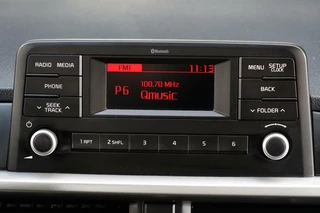 Bluetooth
RADIO MEDIA
FM1 11:13
MENU SETUP
CLOCK
PHONE
100.70 MHz
P6 Qmusic
BACK
SEEK
TRACK
FOLDER
1 RPT 2 SHFL 3 4 5 6